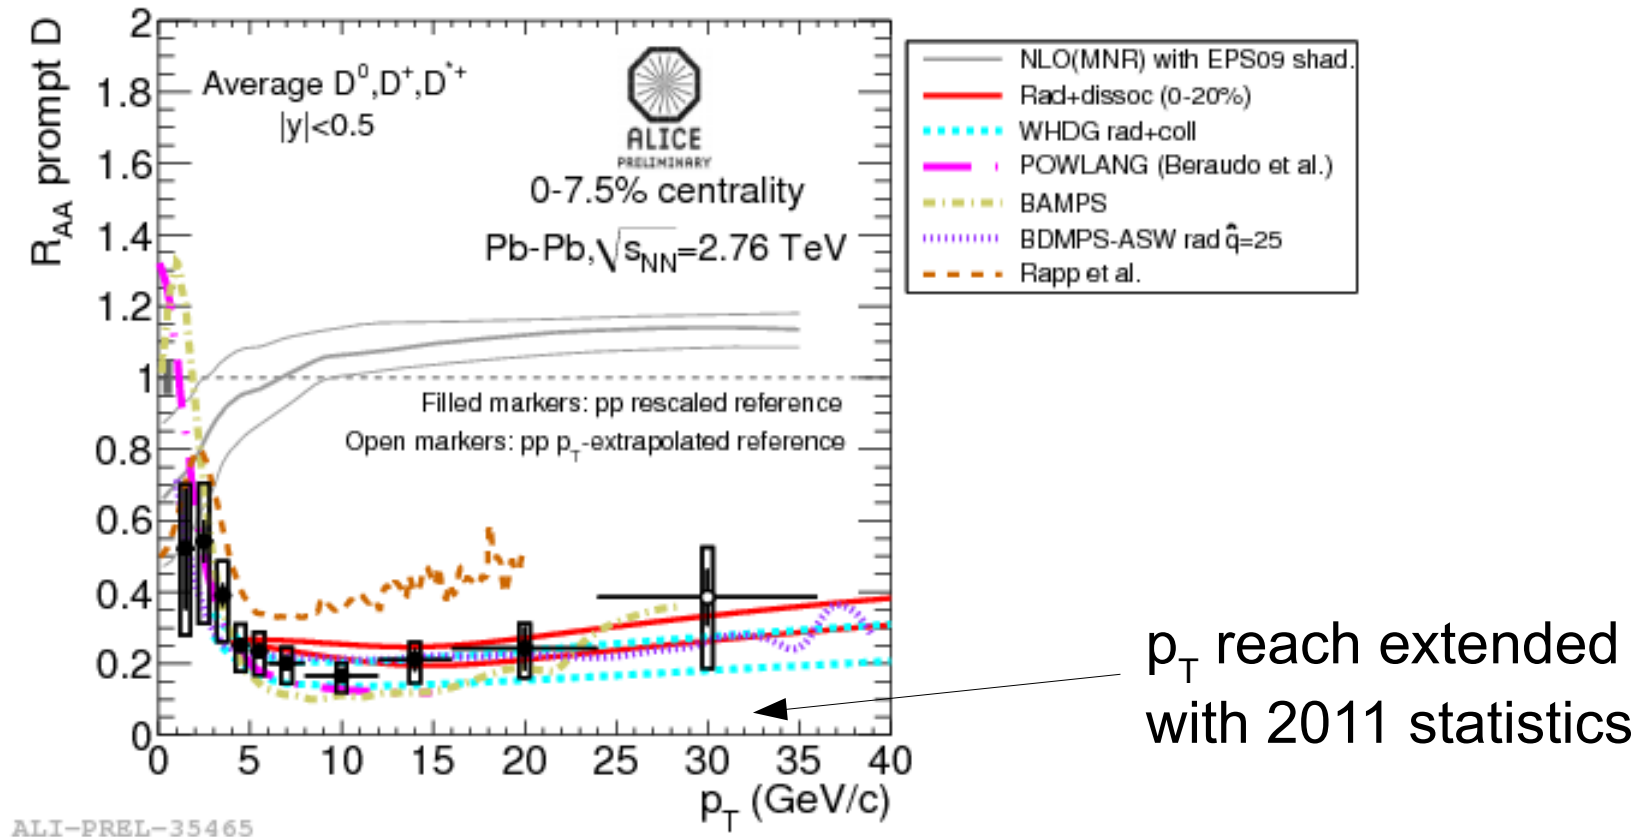 R_AA prompt D
2
1.8
1.6
1.4
1.2
1
0.8
0.6
0.4
0.2
0
Average D⁰,D⁺,D*⁺
|y|<0.5
ALICE
PRELIMINARY
0-7.5% centrality
Pb-Pb,√s_NN=2.76 TeV
Filled markers: pp rescaled reference
Open markers: pp p_T-extrapolated reference
0 5 10 15 20 25 30 35 40
p_T (GeV/c)
NLO(MNR) with EPS09 shad.
Rad+dissoc (0-20%)
WHDG rad+coll
POWLANG (Beraudo et al.)
BAMPS
BDMPS-ASW rad q̂=25
Rapp et al.
p_T reach extended
with 2011 statistics
ALI-PREL-35465